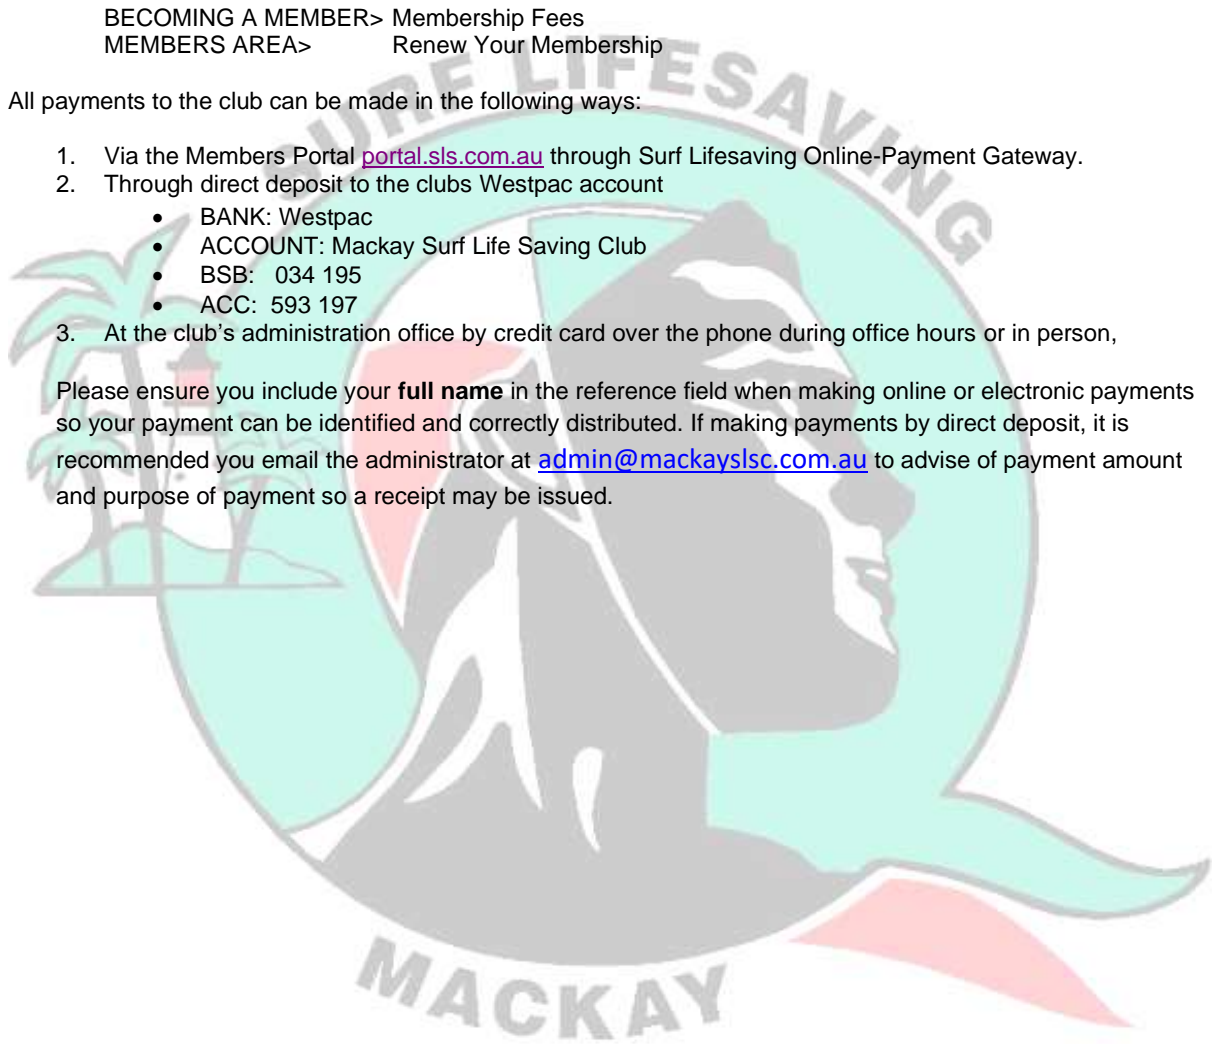 BECOMING A MEMBER> Membership Fees
MEMBERS AREA> Renew Your Membership
All payments to the club can be made in the following ways:
1. Via the Members Portal portal.sls.com.au through Surf Lifesaving Online-Payment Gateway.
2. Through direct deposit to the clubs Westpac account
• BANK: Westpac
• ACCOUNT: Mackay Surf Life Saving Club
• BSB: 034 195
• ACC: 593 197
3. At the club’s administration office by credit card over the phone during office hours or in person,
Please ensure you include your full name in the reference field when making online or electronic payments
so your payment can be identified and correctly distributed. If making payments by direct deposit, it is
recommended you email the administrator at admin@mackayslsc.com.au to advise of payment amount
and purpose of payment so a receipt may be issued.
SURF LIFESAVING
MACKAY